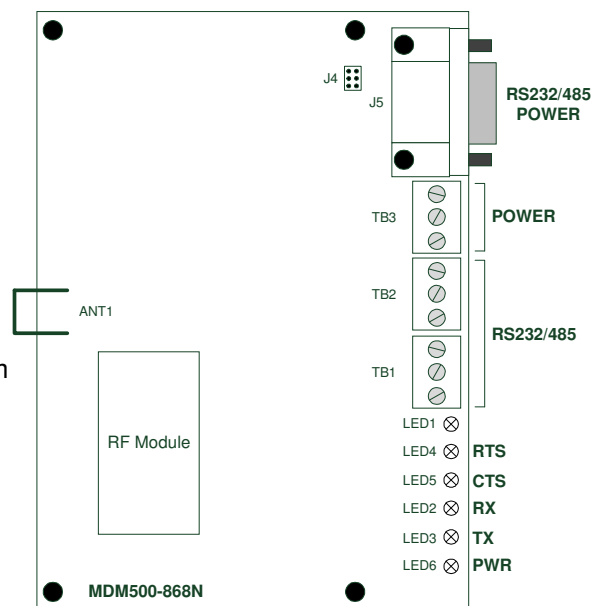 J4
J5
RS232/485
POWER
TB3
POWER
TB2
ANT1
RS232/485
TB1
RF Module
LED1
LED4 RTS
LED5 CTS
LED2 RX
LED3 TX
LED6 PWR
MDM500-868N